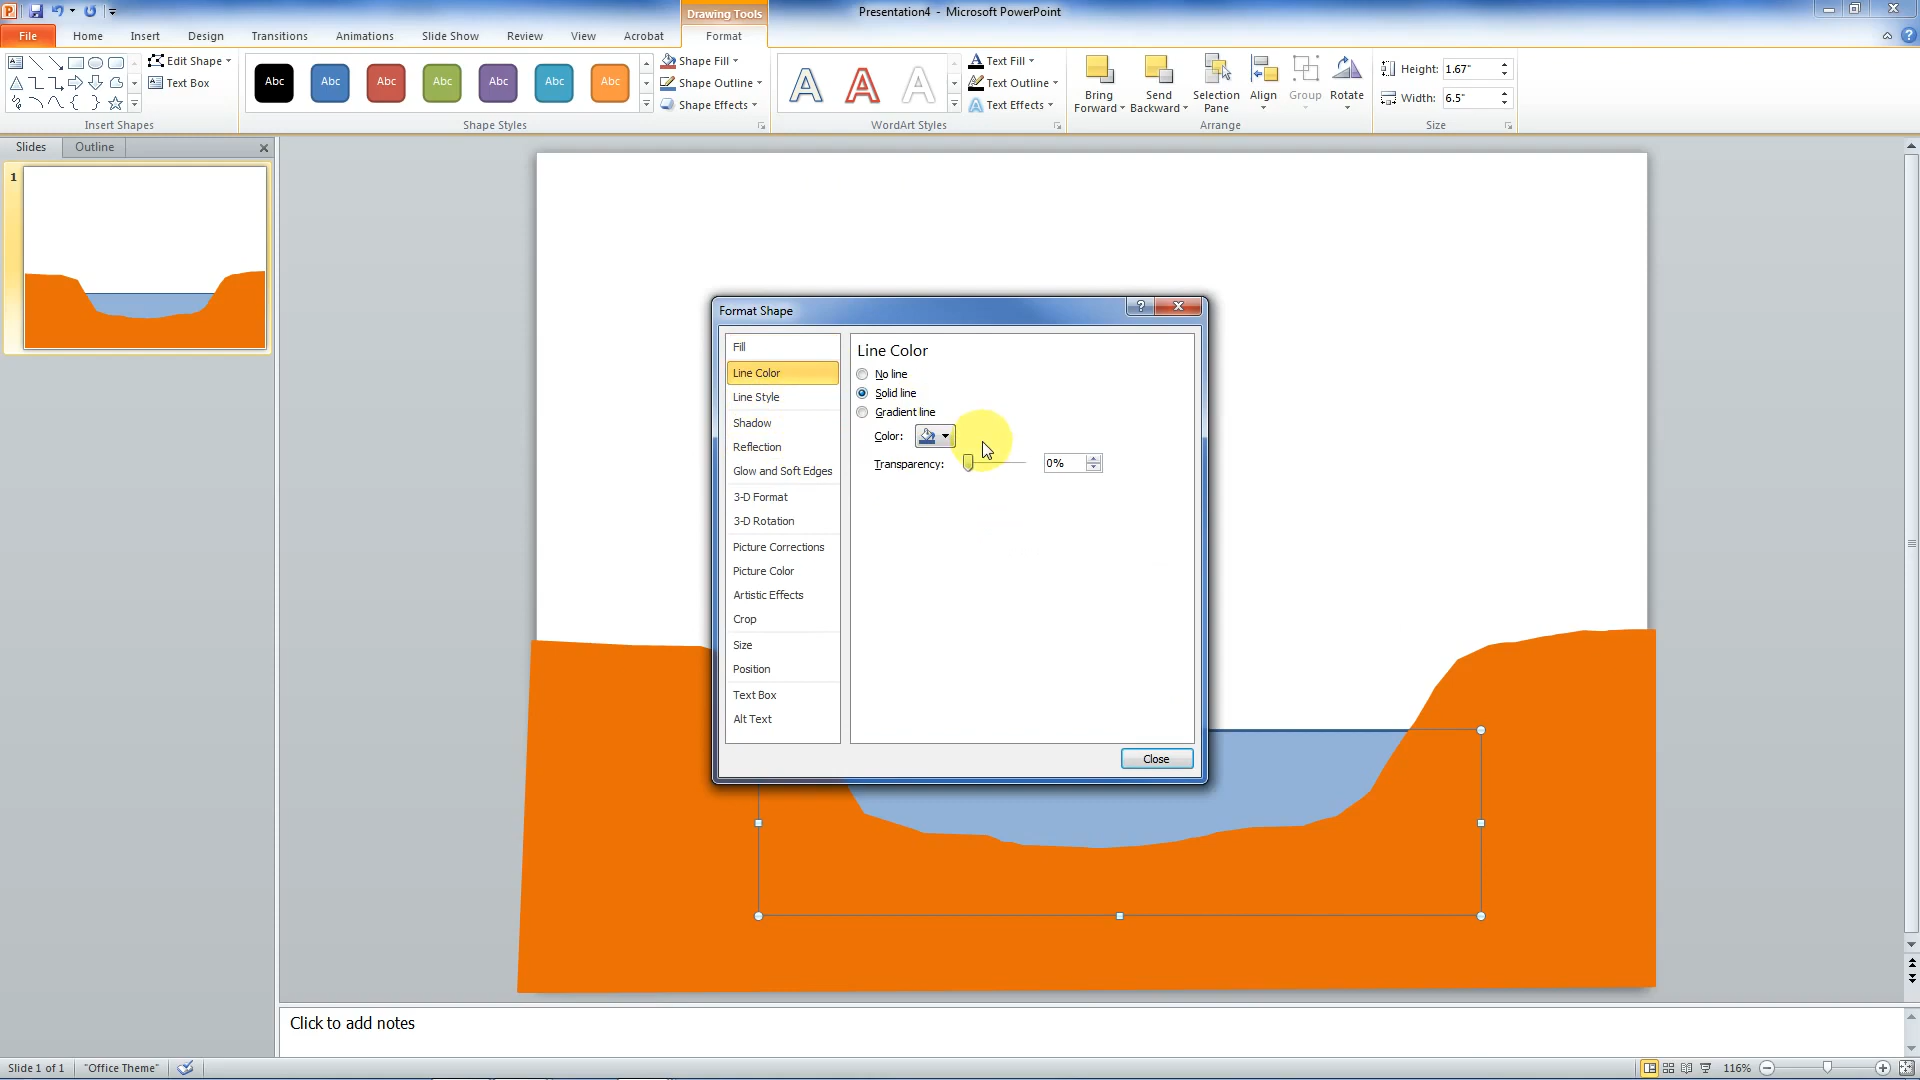 Drawing Tools
Presentation4 - Microsoft PowerPoint
File Home Insert Design Transitions Animations Slide Show Review View Acrobat Format
Edit Shape
Text Box
Insert Shapes
Abc Abc Abc Abc Abc Abc Abc
Shape Styles
Shape Fill
Shape Outline
Shape Effects
A A A
WordArt Styles
Text Fill
Text Outline
Text Effects
Bring Forward
Send Backward
Selection Pane
Align
Group
Rotate
Arrange
Height: 1.67"
Width: 6.5"
Size
Slides Outline
1
Format Shape
Fill
Line Color
Line Style
Shadow
Reflection
Glow and Soft Edges
3-D Format
3-D Rotation
Picture Corrections
Picture Color
Artistic Effects
Crop
Size
Position
Text Box
Alt Text
Line Color
No line
Solid line
Gradient line
Color:
Transparency: 0%
Close
Click to add notes
Slide 1 of 1 "Office Theme" 116%